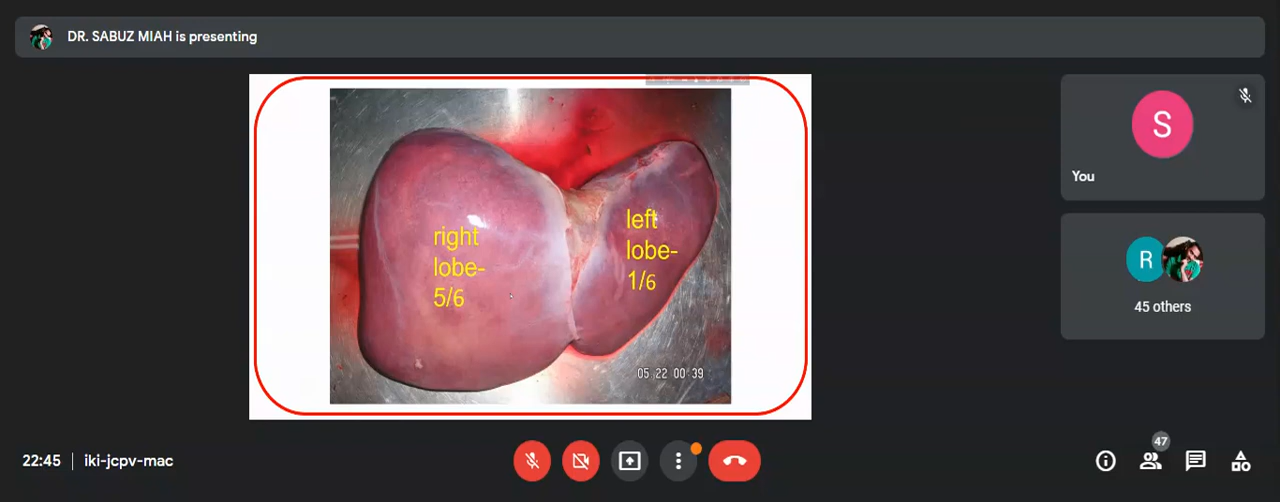 DR. SABUZ MIAH is presenting
right
lobe-
5/6
left
lobe-
1/6
05 22 00:39
S
You
R
45 others
22:45 | iki-jcpv-mac
47